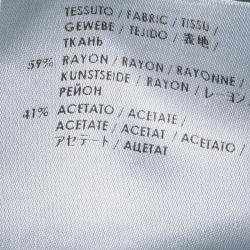 TESSUTO / FABRIC / TISSU /
GEWEBE / TEJIDO / 表地 /
ТКАНЬ
59% RAYON / RAYON / RAYONNE /
KUNSTSEIDE / RAYON / レーヨン
РЕЙОН
41% ACETATO / ACETATE /
ACETATE / ACETAT / ACETATO /
アセテート / АЦЕТАТ